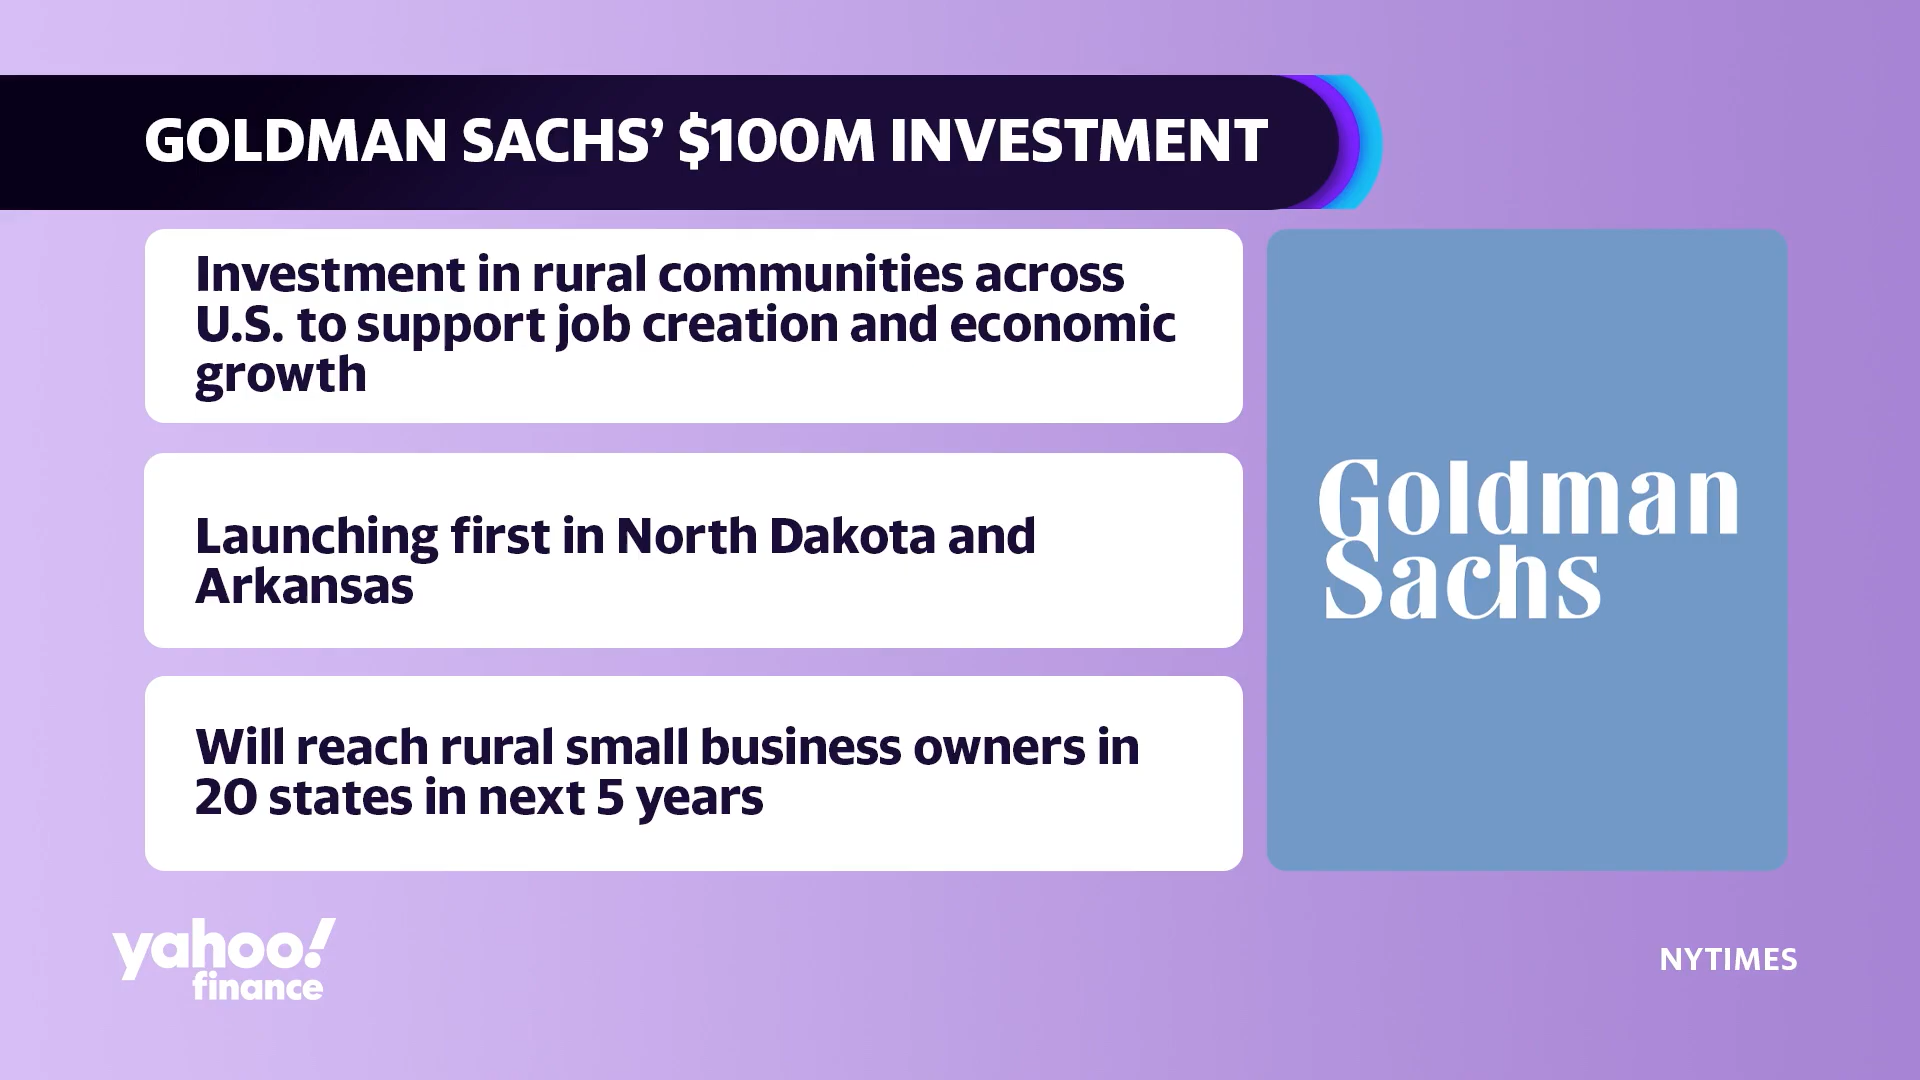 GOLDMAN SACHS’ $100M INVESTMENT
Investment in rural communities across
U.S. to support job creation and economic
growth
Launching first in North Dakota and
Arkansas
Will reach rural small business owners in
20 states in next 5 years
Goldman
Sachs
yahoo!
finance
NYTIMES